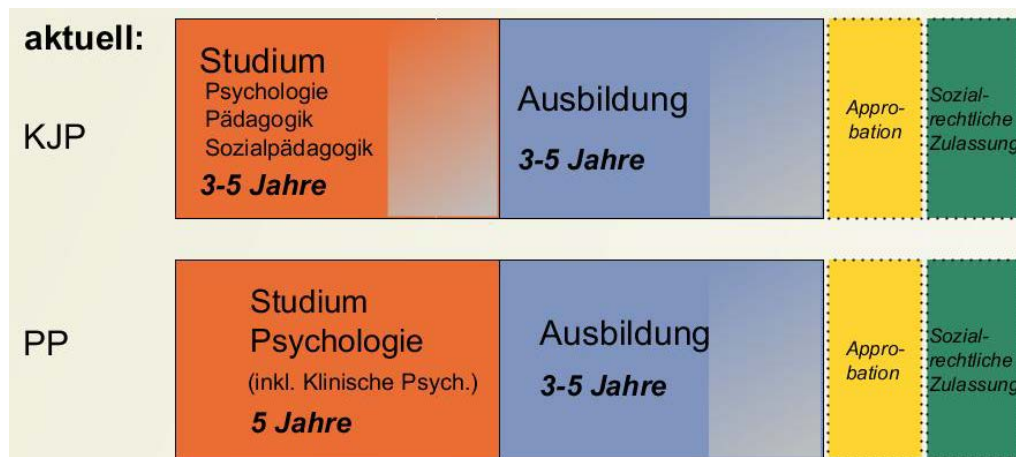 aktuell:
KJP
Studium
Psychologie
Pädagogik
Sozialpädagogik
3-5 Jahre
Ausbildung
3-5 Jahre
Appro-
bation
Sozial-
rechtliche
Zulassung
PP
Studium
Psychologie
(inkl. Klinische Psych.)
5 Jahre
Ausbildung
3-5 Jahre
Appro-
bation
Sozial-
rechtliche
Zulassung